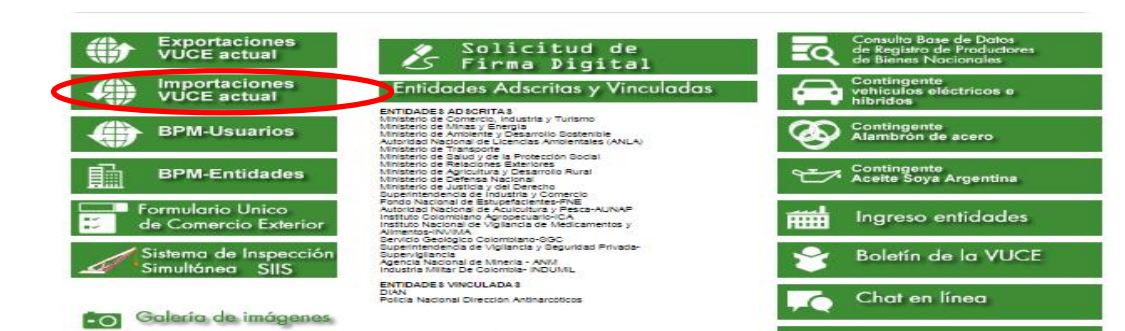 Exportaciones
VUCE actual
Importaciones
VUCE actual
BPM-Usuarios
BPM-Entidades
Formulario Unico
de Comercio Exterior
Sistema de Inspección
Simultánea SIIS
Galería de imágenes
Solicitud de
Firma Digital
Entidades Adscritas y Vinculadas
ENTIDADES ADSCRITAS
Ministerio de Comercio, Industria y Turismo
Ministerio de Minas y Energía
Ministerio de Ambiente y Desarrollo Sostenible
Autoridad Nacional de Licencias Ambientales (ANLA)
Ministerio de Transporte
Ministerio de Salud y de la Protección Social
Ministerio de Relaciones Exteriores
Ministerio de Agricultura y Desarrollo Rural
Ministerio de Defensa Nacional
Ministerio de Justicia y del Derecho
Superintendencia de Industria y Comercio
Fondo Nacional de Estupefacientes-FNE
Autoridad Nacional de Acuicultura y Pesca-AUNAP
Instituto Colombiano Agropecuario-ICA
Instituto Nacional de Vigilancia de Medicamentos y
Alimentos-INVIMA
Servicio Geológico Colombiano-SGC
Superintendencia de Vigilancia y Seguridad Privada-
Supervigilancia
Agencia Nacional de Minería - ANM
Industria Militar De Colombia- INDUMIL
ENTIDADES VINCULADAS
DIAN
Policía Nacional Dirección Antinarcóticos
Consulta Base de Datos
de Registro de Productores
de Bienes Nacionales
Contingente
vehículos eléctricos e
híbridos
Contingente
Alambrón de acero
Contingente
Aceite Soya Argentina
Ingreso entidades
Boletín de la VUCE
Chat en línea